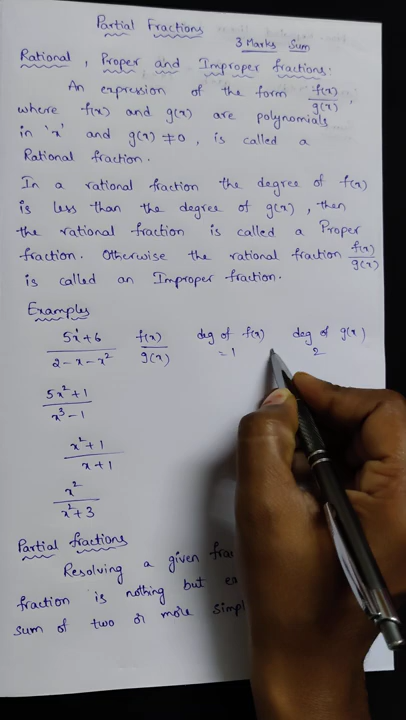 Partial Fractions
3 Marks Sum
Rational, Proper and Improper fractions.
An expression of the form f(x)/g(x),
where f(x) and g(x) are polynomials
in 'x' and g(x) ≠ 0, is called a
Rational fraction.
In a rational fraction the degree of f(x)
is less than the degree of g(x), then
the rational fraction is called a Proper
fraction. Otherwise the rational fraction f(x)/g(x)
is called an Improper fraction.
Examples
(5x¹+6)/(2-x-x²) f(x)/g(x) deg of f(x) = 1 deg of g(x) 2
(5x²+1)/(x³-1)
(x²+1)/(x+1)
x²/(x²+3)
Partial fractions
Resolving a given
fraction is nothing but
sum of two or more